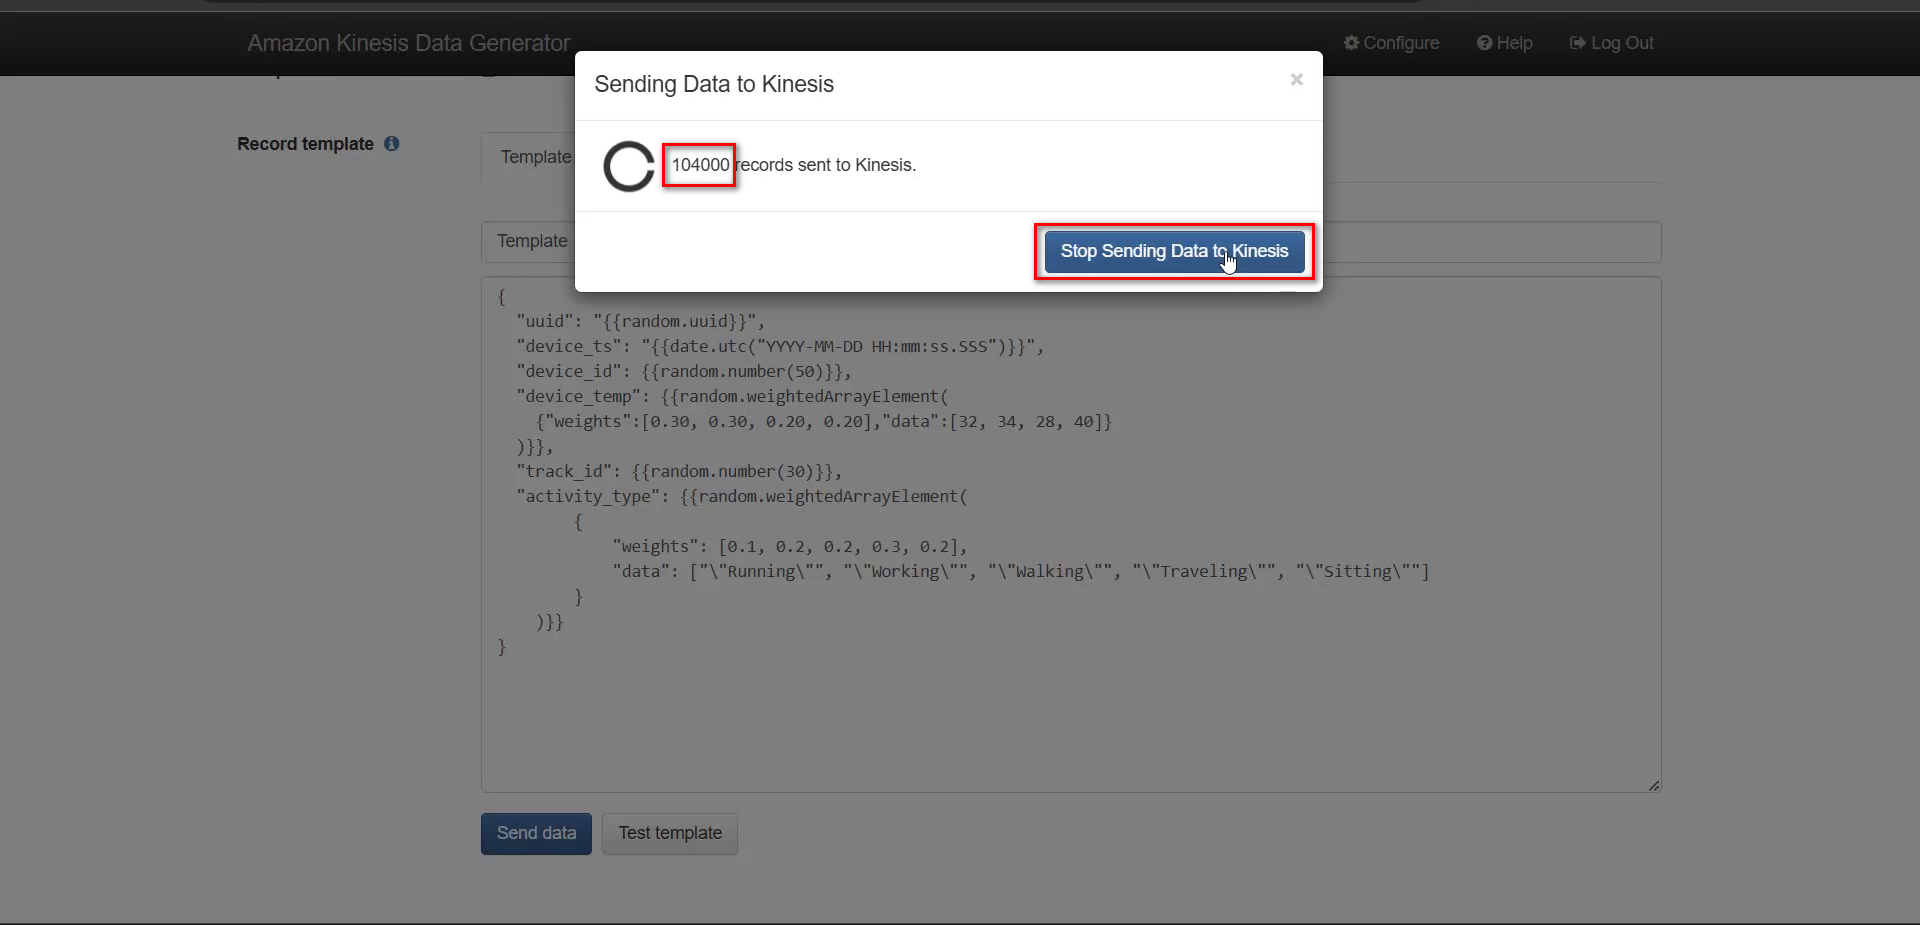 Amazon Kinesis Data Generator
Configure
Help
Log Out
Sending Data to Kinesis
×
Record template
Template
104000 records sent to Kinesis.
Template
Stop Sending Data to Kinesis
{
"uuid": "{{random.uuid}}",
"device_ts": "{{date.utc("YYYY-MM-DD HH:mm:ss.SSS")}}",
"device_id": {{random.number(50)}},
"device_temp": {{random.weightedArrayElement(
{"weights":[0.30, 0.30, 0.20, 0.20],"data":[32, 34, 28, 40]}
)}},
"track_id": {{random.number(30)}},
"activity_type": {{random.weightedArrayElement(
{
"weights": [0.1, 0.2, 0.2, 0.3, 0.2],
"data": ["\"Running\"", "\"Working\"", "\"Walking\"", "\"Traveling\"", "\"Sitting\""]
}
)}}
}
Send data
Test template